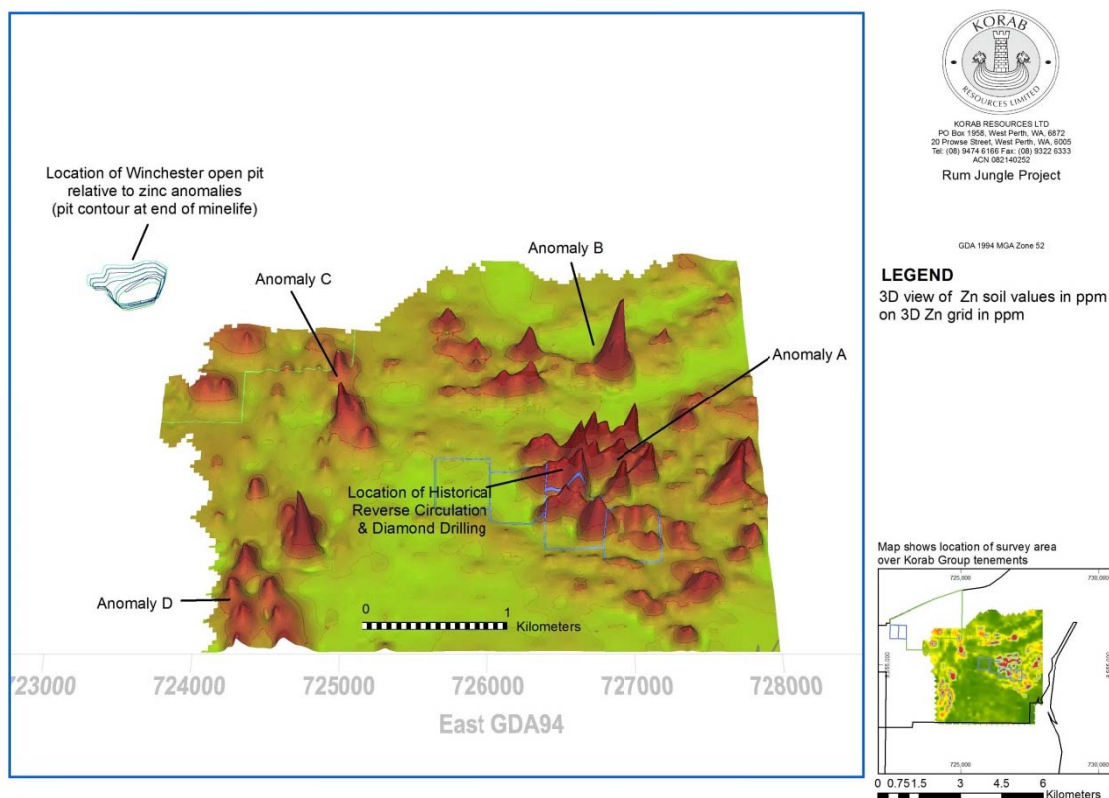 Location of Winchester open pit
relative to zinc anomalies
(pit contour at end of minelife)
Anomaly B
Anomaly C
Anomaly A
Location of Historical
Reverse Circulation
& Diamond Drilling
Anomaly D
0
1
Kilometers
723000
724000
725000
726000
727000
728000
East GDA94
KORAB
RESOURCES LIMITED
KORAB RESOURCES LTD
PO Box 1958, West Perth, WA, 6872
20 Prowse Street, West Perth, WA, 6005
Tel: (08) 9474 6166 Fax: (08) 9322 6333
ACN 082140252
Rum Jungle Project
GDA 1994 MGA Zone 52
LEGEND
3D view of Zn soil values in ppm
on 3D Zn grid in ppm
Map shows location of survey area
over Korab Group tenements
725,000
730,000
725,000
730,000
0 0.75 1.5 3 4.5 6
Kilometers